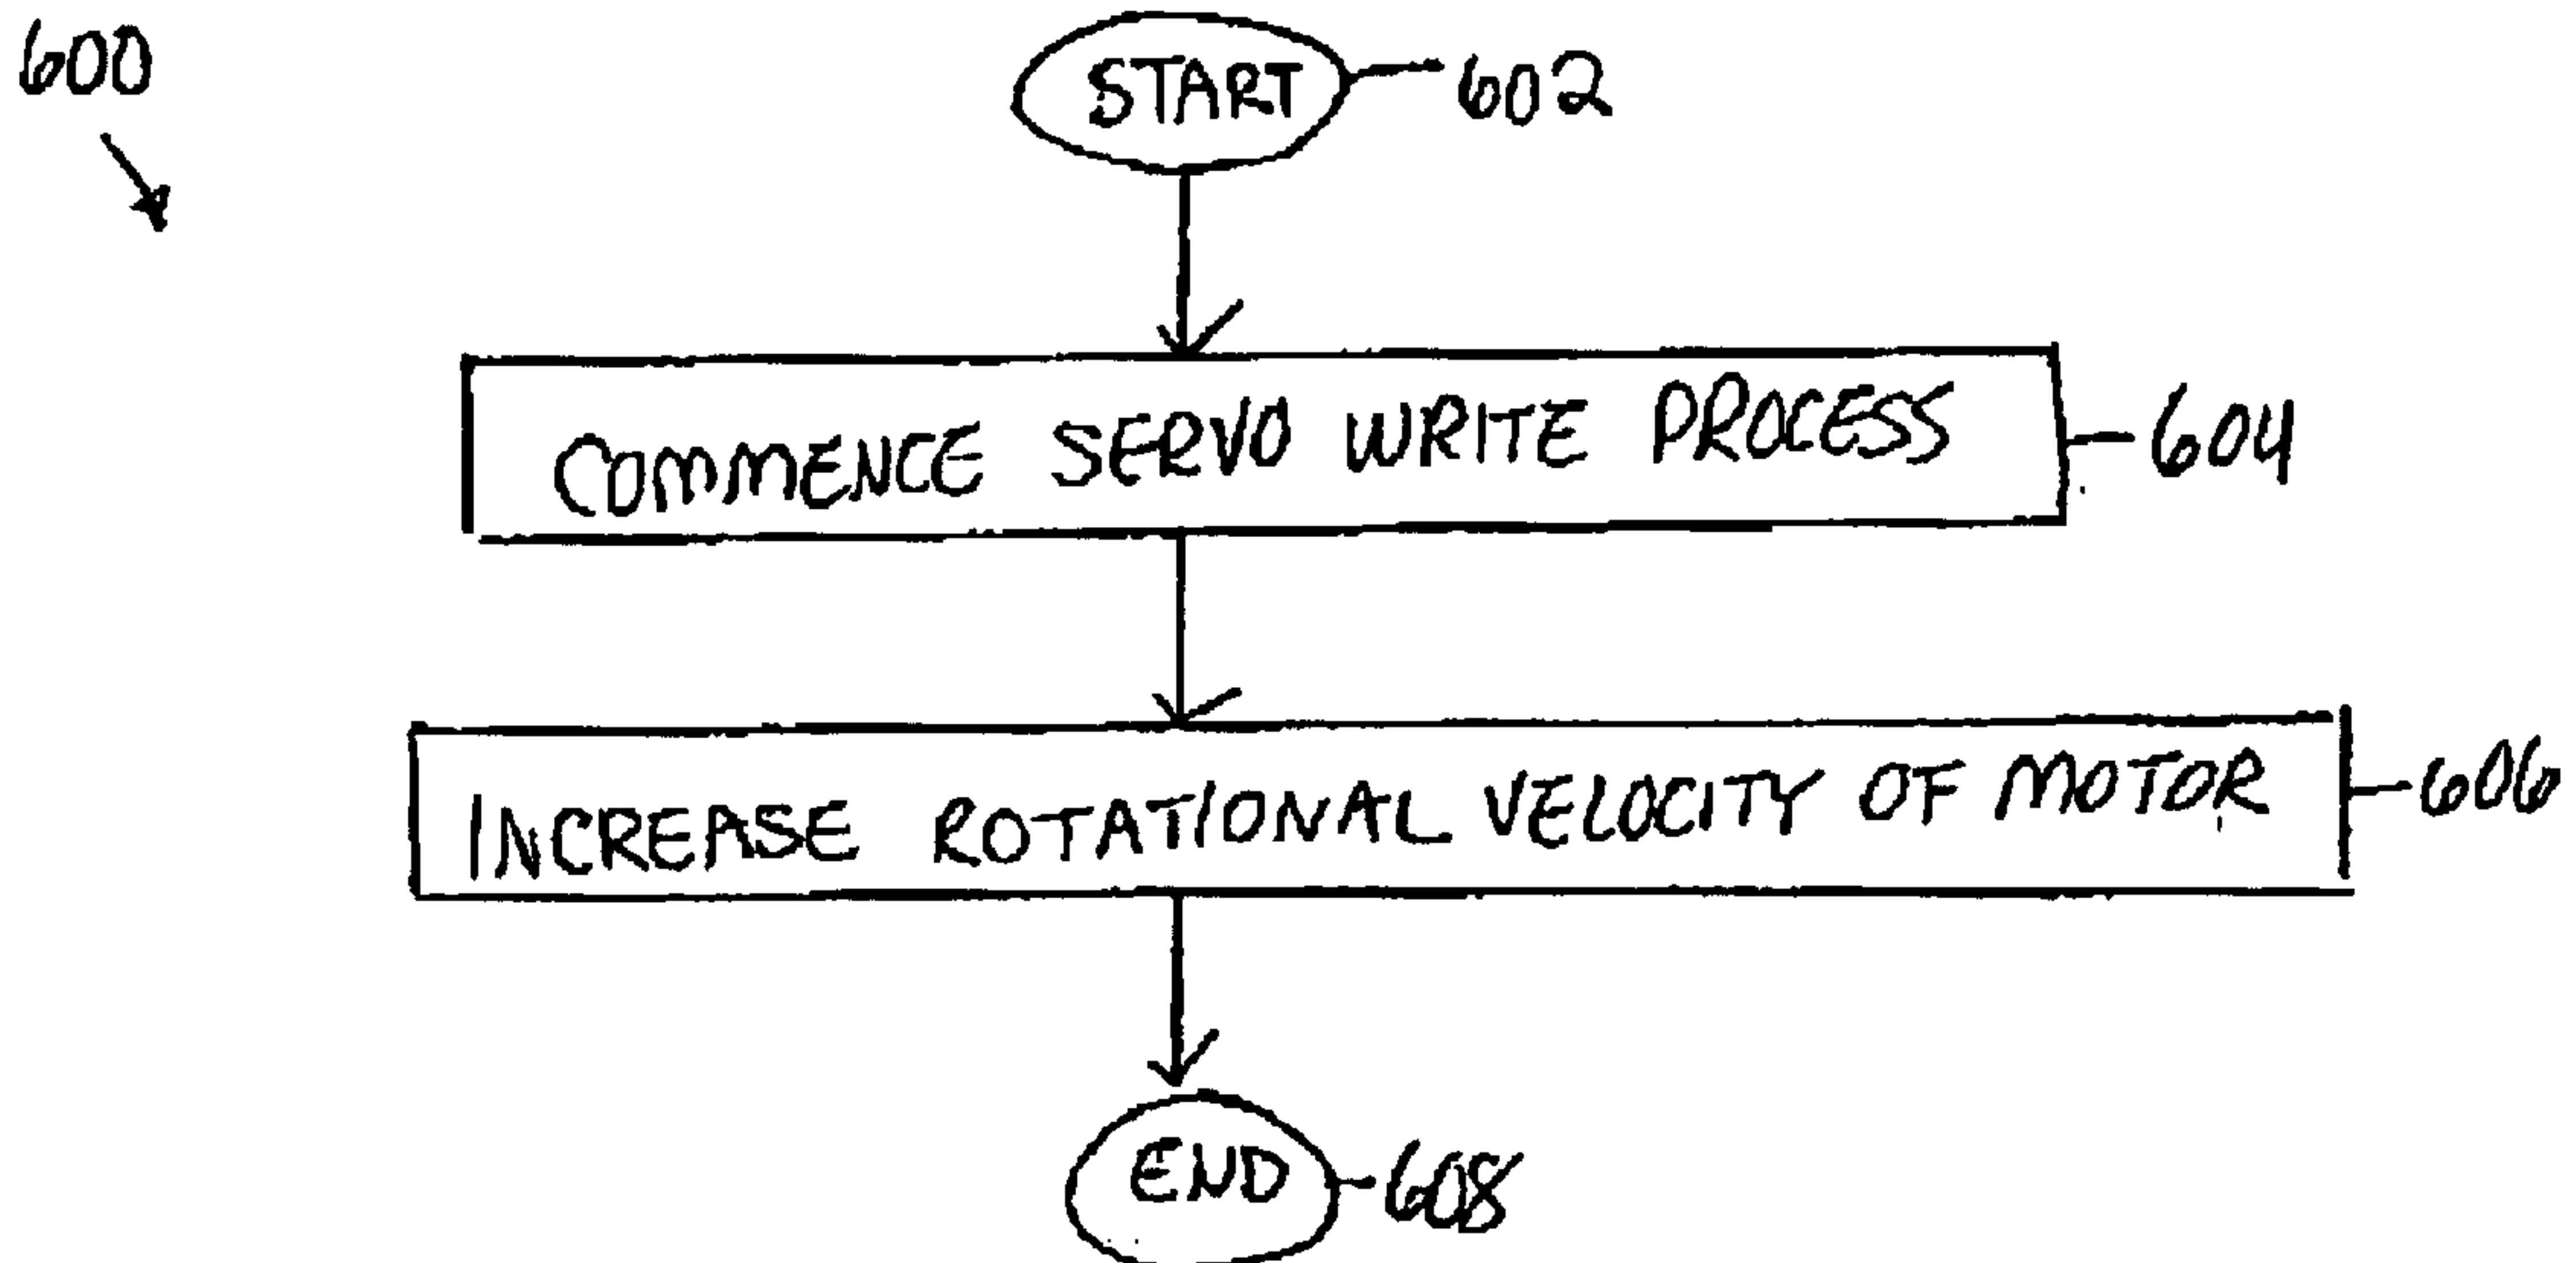 600
START 602
COMMENCE SERVO WRITE PROCESS 604
INCREASE ROTATIONAL VELOCITY OF MOTOR 606
END 608